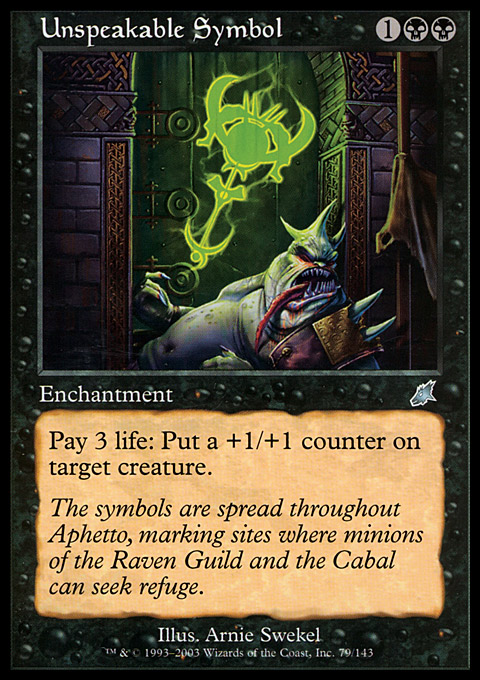 Unspeakable Symbol 1
Enchantment
Pay 3 life: Put a +1/+1 counter on
target creature.
The symbols are spread throughout
Aphetto, marking sites where minions
of the Raven Guild and the Cabal
can seek refuge.
Illus. Arnie Swekel
™ & © 1993–2003 Wizards of the Coast, Inc. 79/143